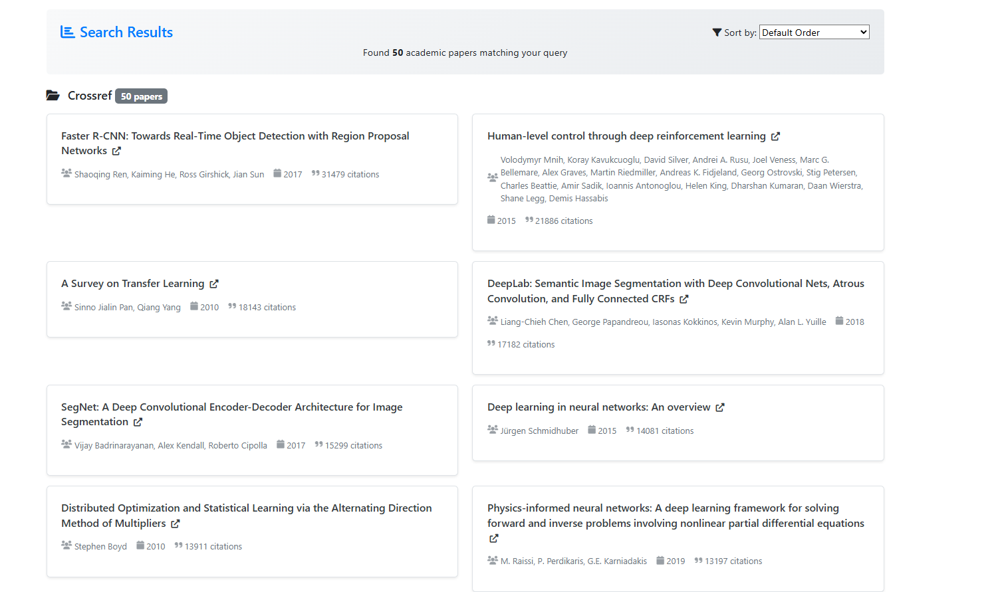 Search Results
Sort by: Default Order
Found 50 academic papers matching your query
Crossref 50 papers
Faster R-CNN: Towards Real-Time Object Detection with Region Proposal
Networks
Shaoqing Ren, Kaiming He, Ross Girshick, Jian Sun 2017 31479 citations
Human-level control through deep reinforcement learning
Volodymyr Mnih, Koray Kavukcuoglu, David Silver, Andrei A. Rusu, Joel Veness, Marc G.
Bellemare, Alex Graves, Martin Riedmiller, Andreas K. Fidjeland, Georg Ostrovski, Stig Petersen,
Charles Beattie, Amir Sadik, Ioannis Antonoglou, Helen King, Dharshan Kumaran, Daan Wierstra,
Shane Legg, Demis Hassabis
2015 21886 citations
A Survey on Transfer Learning
Sinno Jialin Pan, Qiang Yang 2010 18143 citations
DeepLab: Semantic Image Segmentation with Deep Convolutional Nets, Atrous
Convolution, and Fully Connected CRFs
Liang-Chieh Chen, George Papandreou, Iasonas Kokkinos, Kevin Murphy, Alan L. Yuille 2018
17182 citations
SegNet: A Deep Convolutional Encoder-Decoder Architecture for Image
Segmentation
Vijay Badrinarayanan, Alex Kendall, Roberto Cipolla 2017 15299 citations
Deep learning in neural networks: An overview
Jürgen Schmidhuber 2015 14081 citations
Distributed Optimization and Statistical Learning via the Alternating Direction
Method of Multipliers
Stephen Boyd 2010 13911 citations
Physics-informed neural networks: A deep learning framework for solving
forward and inverse problems involving nonlinear partial differential equations
M. Raissi, P. Perdikaris, G.E. Karniadakis 2019 13197 citations